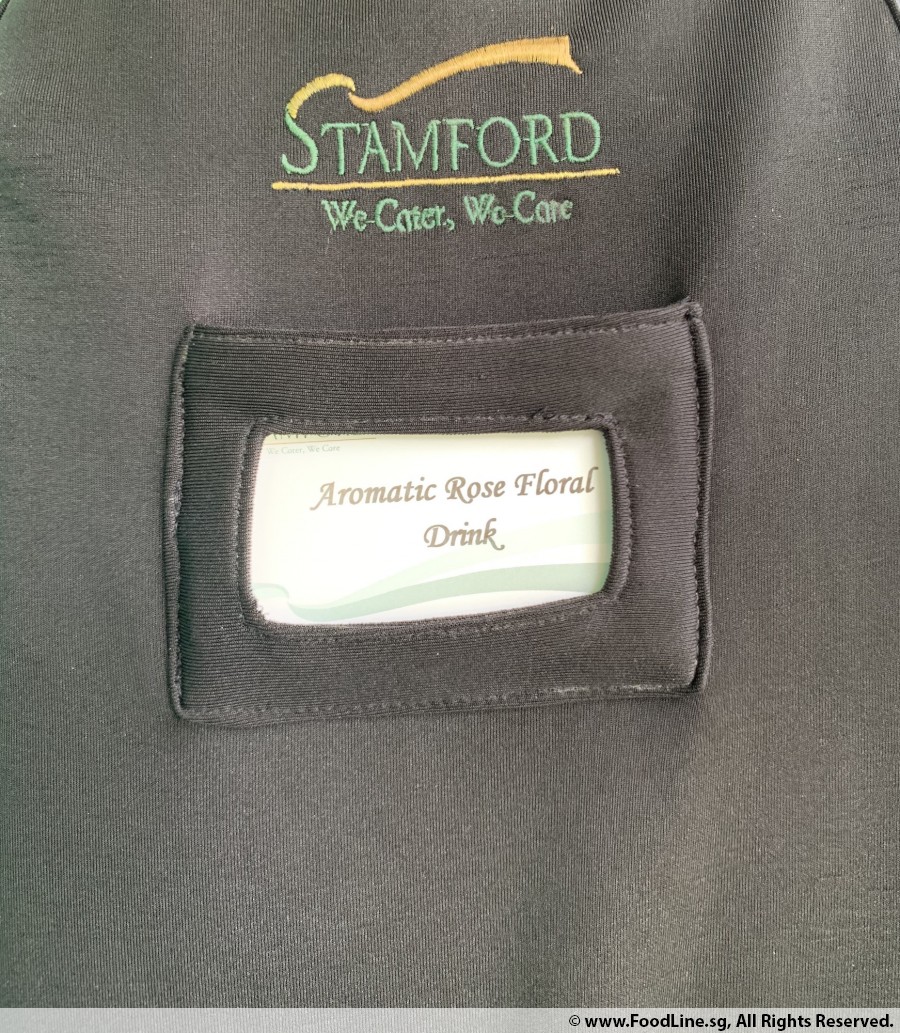 STAMFORD
We Cater, We Care
We Cater, We Care
Aromatic Rose Floral
Drink
© www.FoodLine.sg, All Rights Reserved.